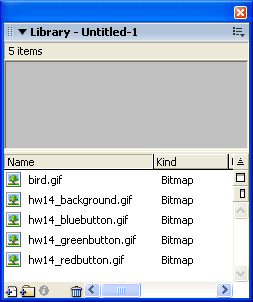 Library - Untitled-1
5 items
Name Kind
bird.gif Bitmap
hw14_background.gif Bitmap
hw14_bluebutton.gif Bitmap
hw14_greenbutton.gif Bitmap
hw14_redbutton.gif Bitmap